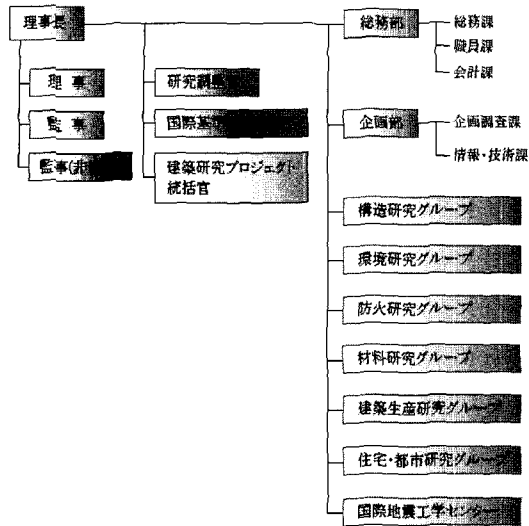 理事長
総務部
総務課
職員課
会計課
理 事
研究調整
監 事
国際基準
企画部
企画調査課
監事(非
建築研究プロジェクト
統括官
情報・技術課
構造研究グループ
環境研究グループ
防火研究グループ
材料研究グループ
建築生産研究グループ
住宅・都市研究グループ
国際地震工学センター